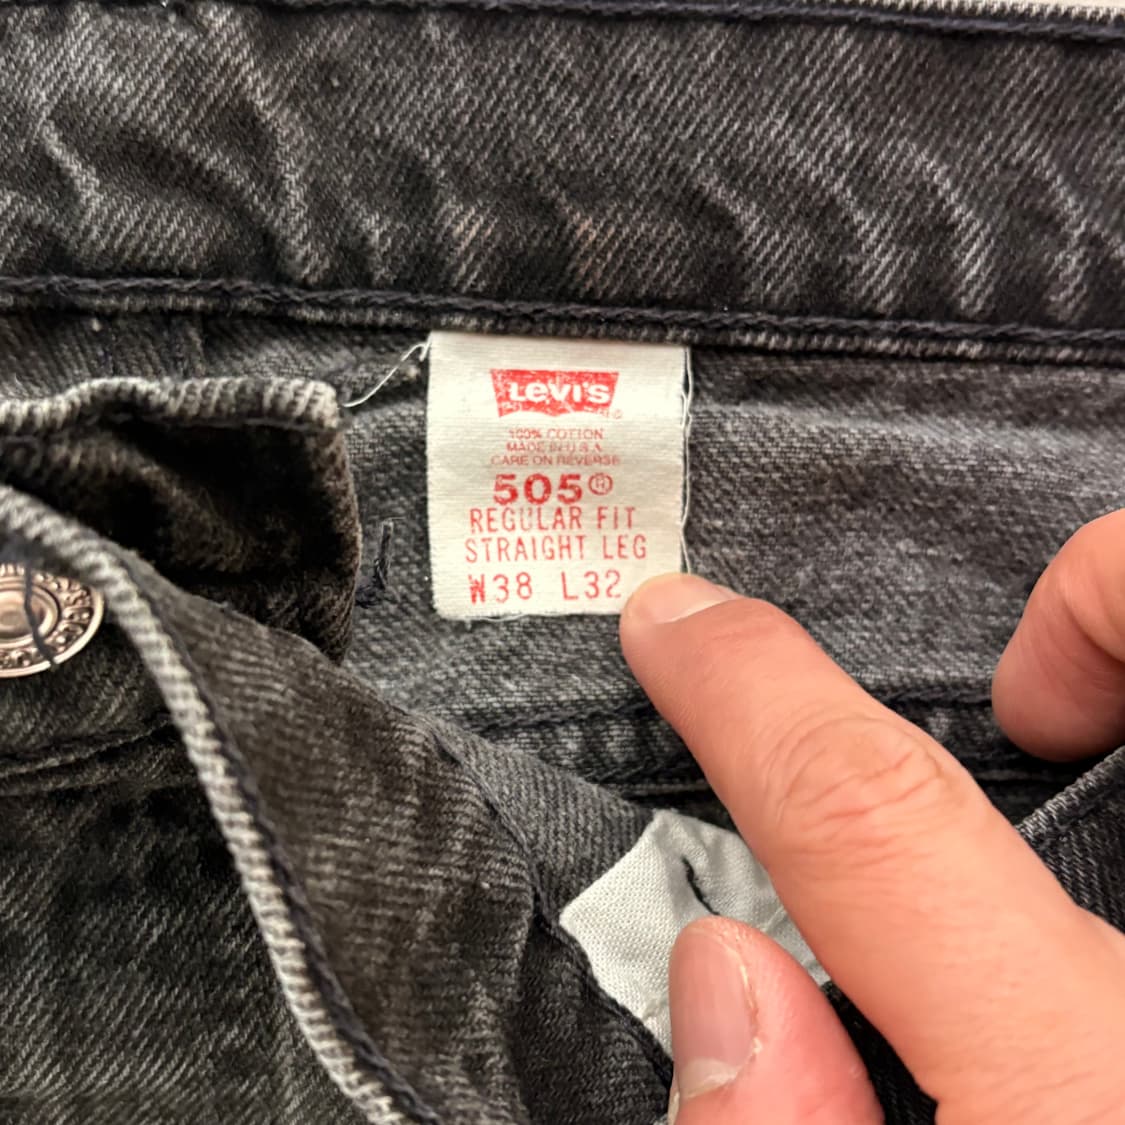 LEVI'S ®
100% COTTON
MADE IN U.S.A.
CARE ON REVERSE
505®
REGULAR FIT
STRAIGHT LEG
W38 L32